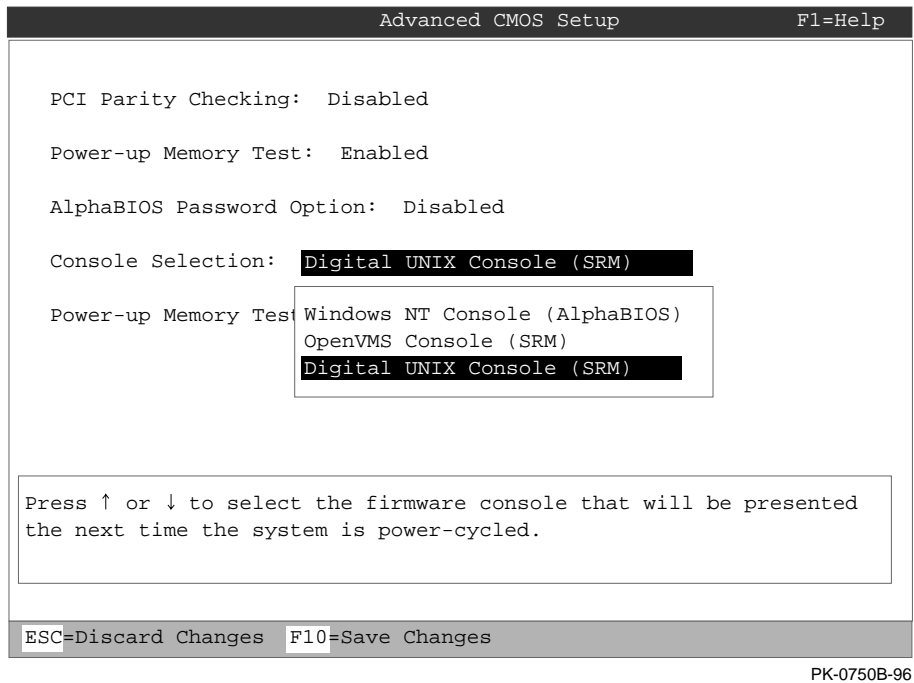 Advanced CMOS Setup F1=Help
PCI Parity Checking: Disabled
Power-up Memory Test: Enabled
AlphaBIOS Password Option: Disabled
Console Selection: Digital UNIX Console (SRM)
Power-up Memory Test
Windows NT Console (AlphaBIOS)
OpenVMS Console (SRM)
Digital UNIX Console (SRM)
Press ↑ or ↓ to select the firmware console that will be presented
the next time the system is power-cycled.
ESC=Discard Changes F10=Save Changes
PK-0750B-96